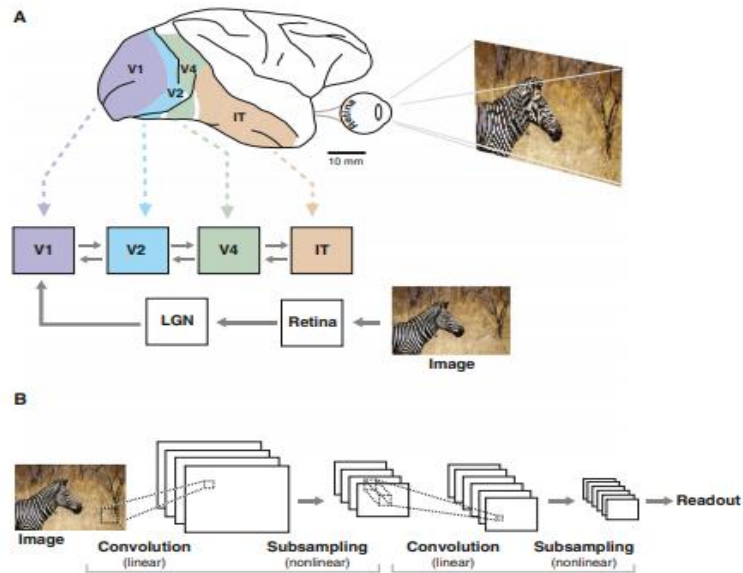 A
V1
V4
V2
IT
Retina
10 mm
V1 V2 V4 IT
LGN Retina
Image
B
Readout
Image
Convolution Subsampling Convolution Subsampling
(linear) (nonlinear) (linear) (nonlinear)